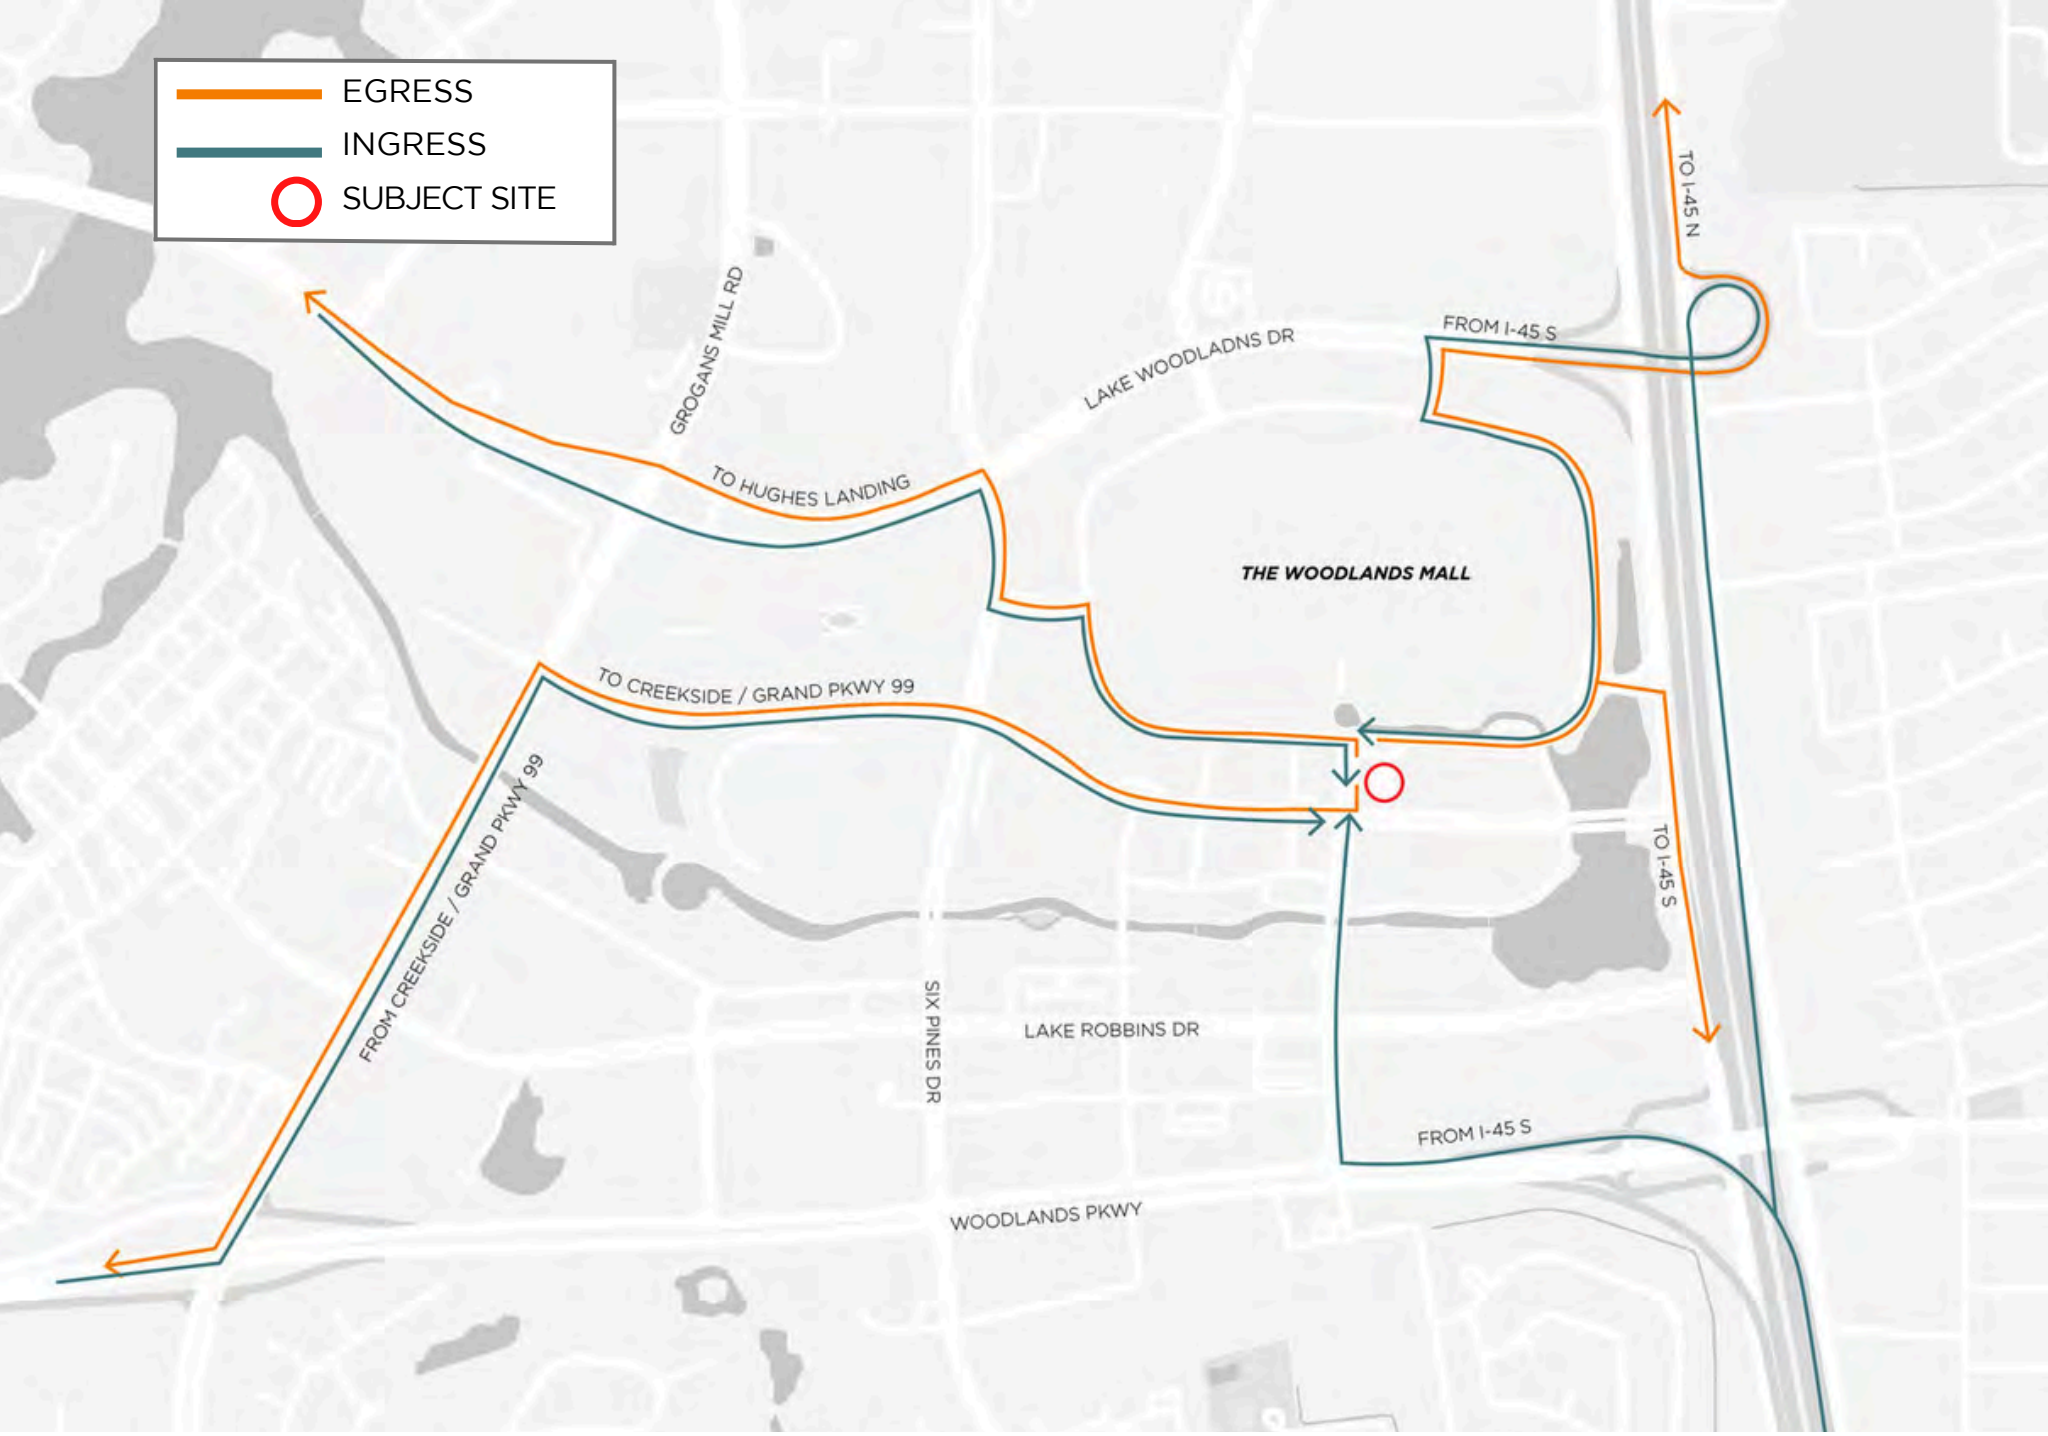 EGRESS
INGRESS
SUBJECT SITE
TO I-45 N
GROGANS MILL RD
FROM I-45 S
LAKE WOODLADNS DR
TO HUGHES LANDING
THE WOODLANDS MALL
TO CREEKSIDE / GRAND PKWY 99
FROM CREEKSIDE / GRAND PKWY 99
TO I-45 S
SIX PINES DR
LAKE ROBBINS DR
FROM I-45 S
WOODLANDS PKWY